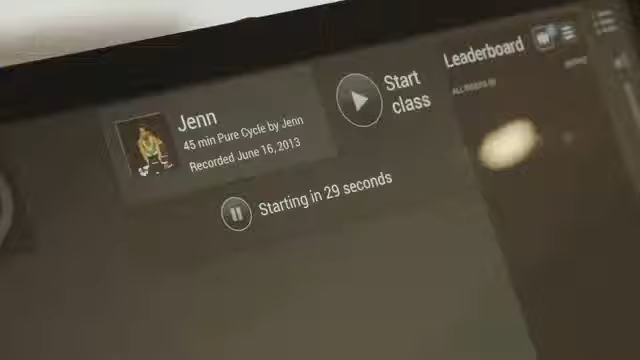 Jenn
45 min Pure Cycle by Jenn
Recorded June 16, 2013
Start
class
Leaderboard
Starting in 29 seconds